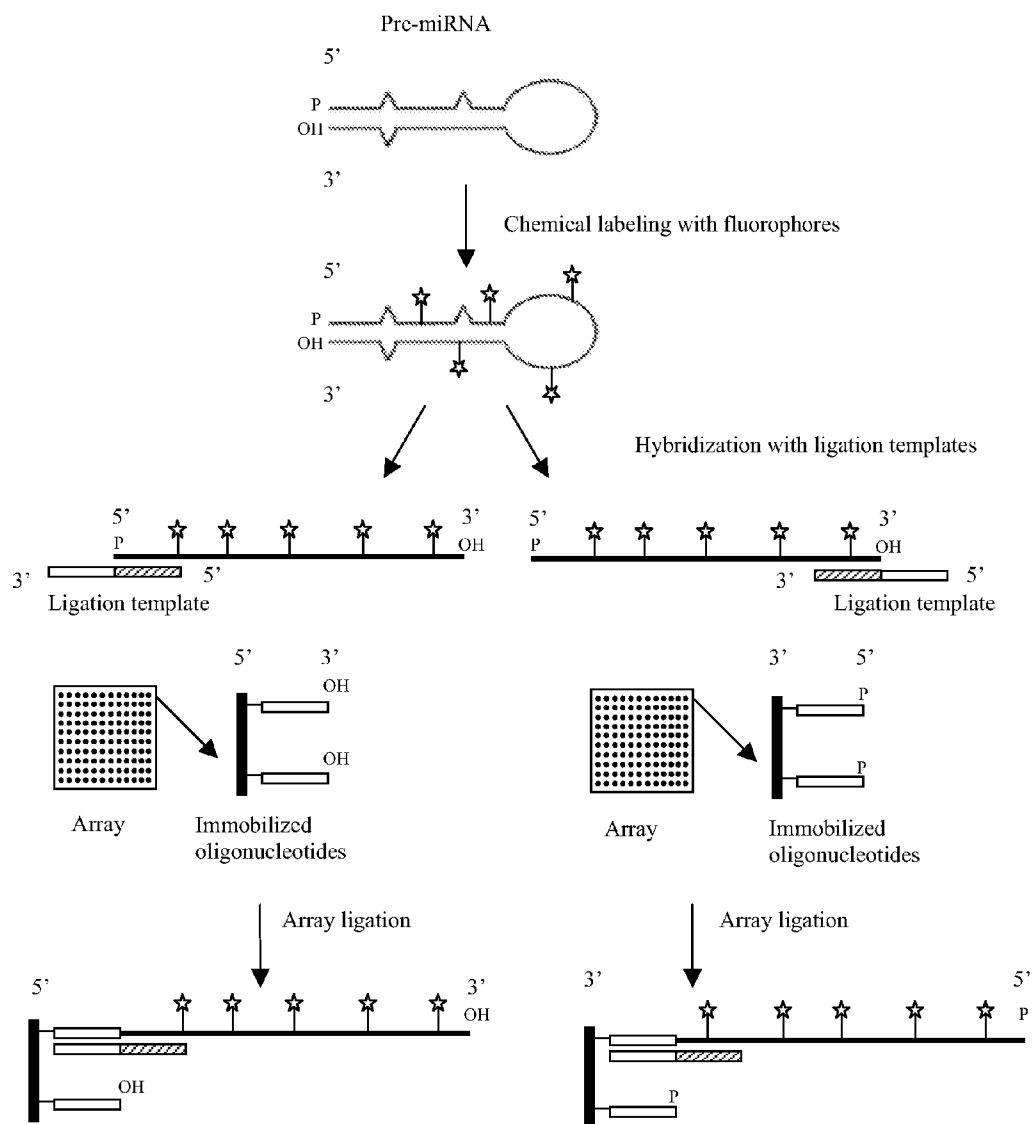 Pre-miRNA
5’
P
OH
3’
Chemical labeling with fluorophores
5’
P
OH
3’
Hybridization with ligation templates
5’
3’
P
OH
3’
5’
Ligation template
5’
3’
P
OH
3’
5’
Ligation template
5’
3’
OH
OH
Array
Immobilized
oligonucleotides
3’
5’
P
P
Array
Immobilized
oligonucleotides
Array ligation
Array ligation
5’
3’
OH
OH
3’
5’
P
P